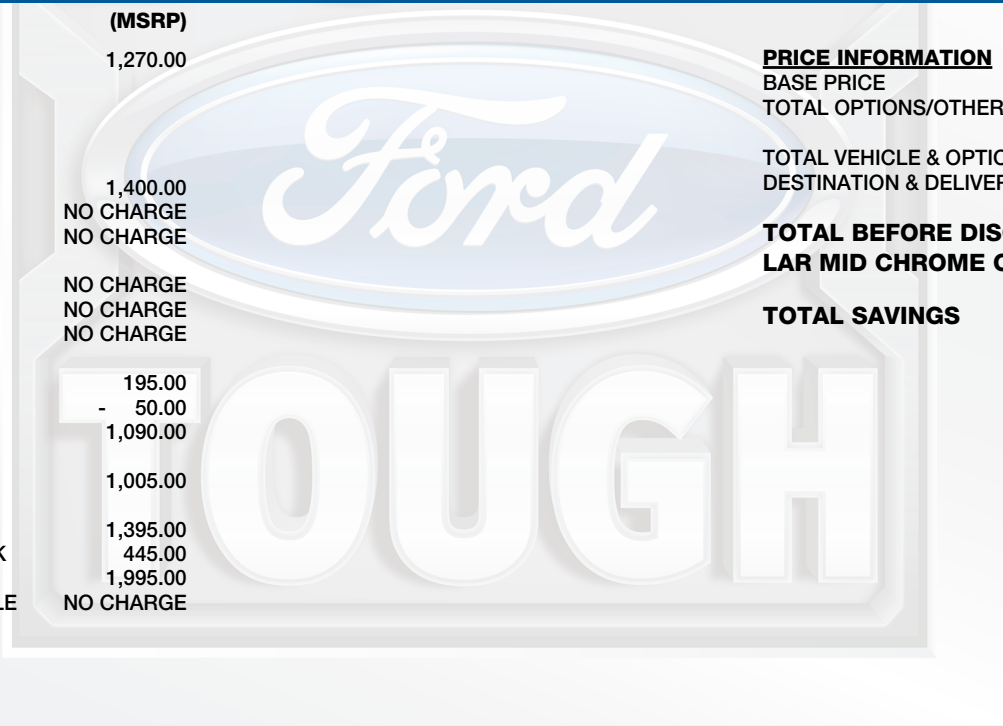 (MSRP)
1,270.00
1,400.00
NO CHARGE
NO CHARGE
NO CHARGE
NO CHARGE
NO CHARGE
195.00
- 50.00
1,090.00
1,005.00
1,395.00
K 445.00
1,995.00
LE NO CHARGE
PRICE INFORMATION
BASE PRICE
TOTAL OPTIONS/OTHER
TOTAL VEHICLE & OPTIO
DESTINATION & DELIVER
TOTAL BEFORE DIS
LAR MID CHROME
TOTAL SAVINGS
Ford
TOUGH